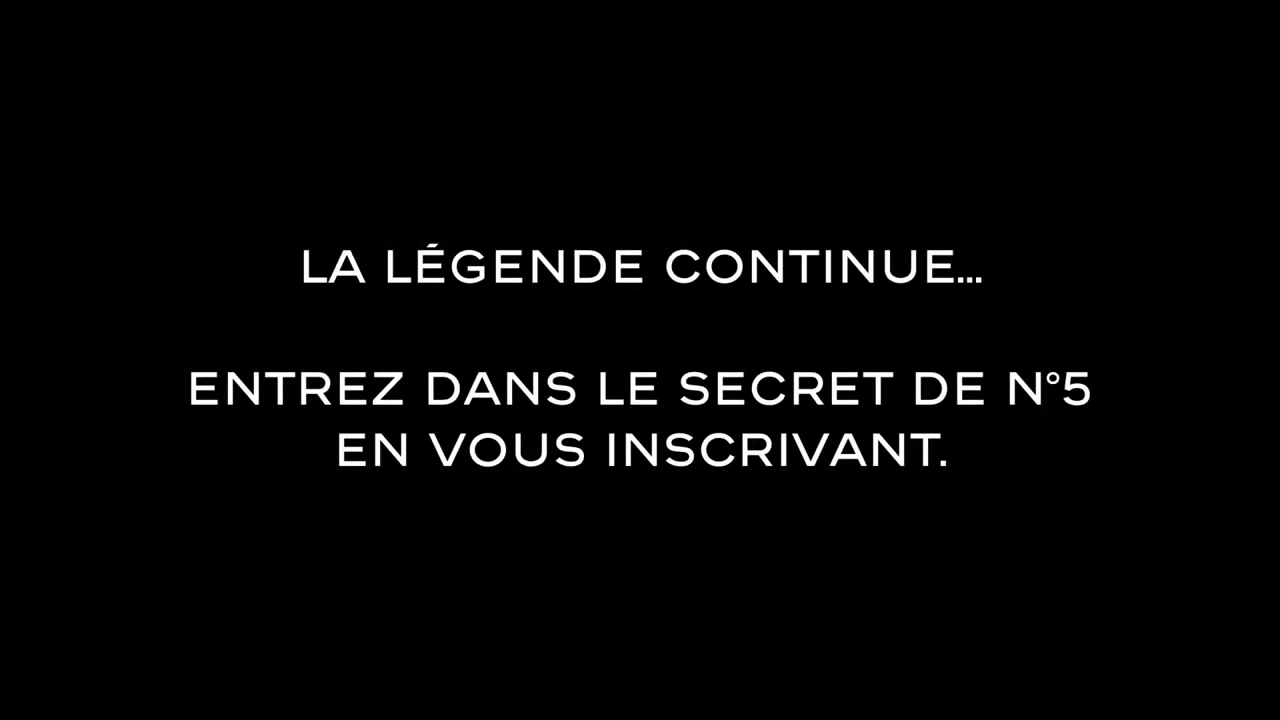 LA LÉGENDE CONTINUE...
ENTREZ DANS LE SECRET DE N°5
EN VOUS INSCRIVANT.